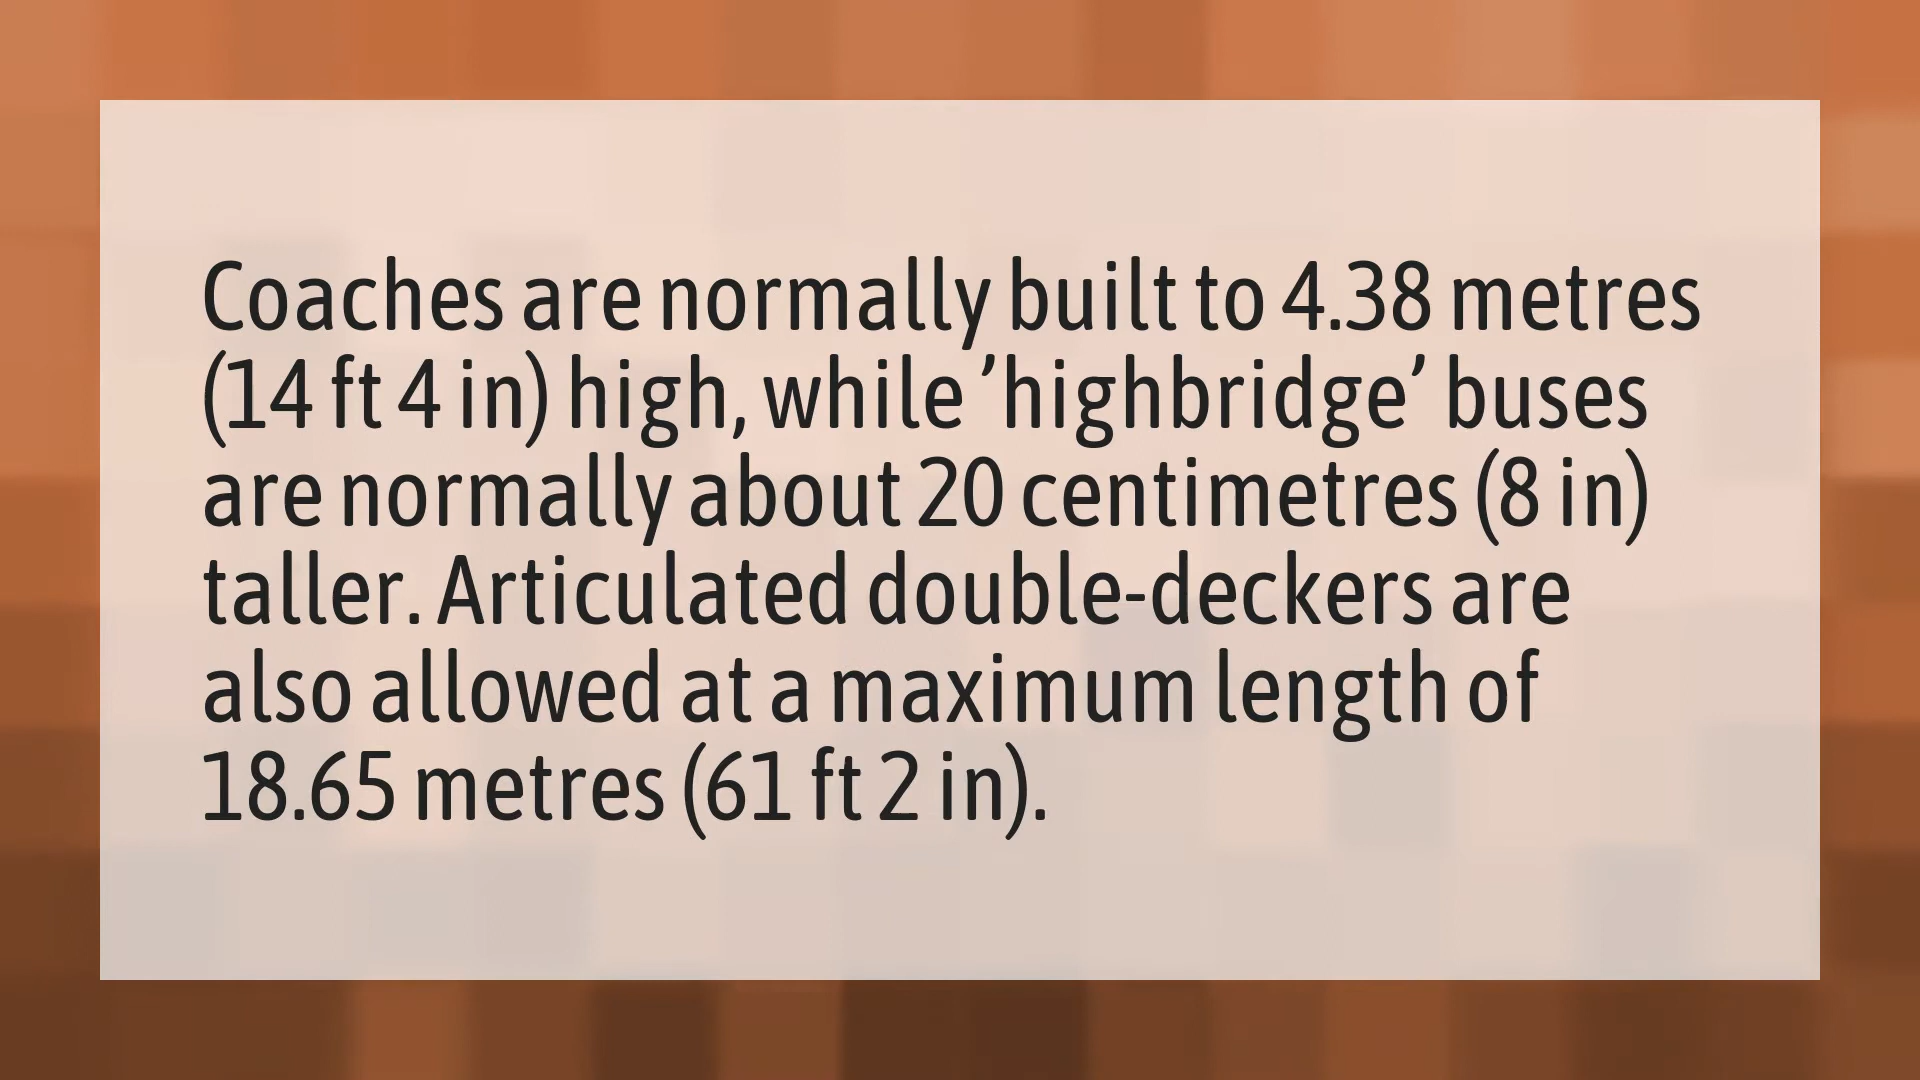 Coaches are normally built to 4.38 metres
(14 ft 4 in) high, while ’highbridge’ buses
are normally about 20 centimetres (8 in)
taller. Articulated double-deckers are
also allowed at a maximum length of
18.65 metres (61 ft 2 in).